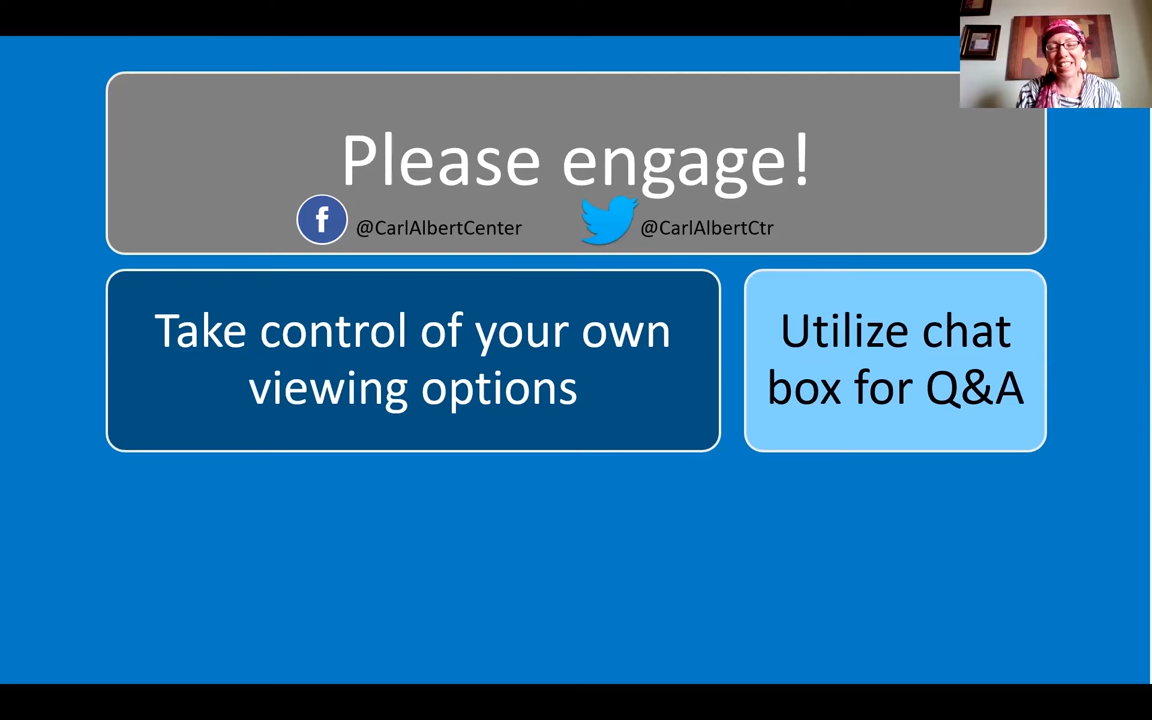 Please engage!
f @CarlAlbertCenter @CarlAlbertCtr
Take control of your own
viewing options
Utilize chat
box for Q&A